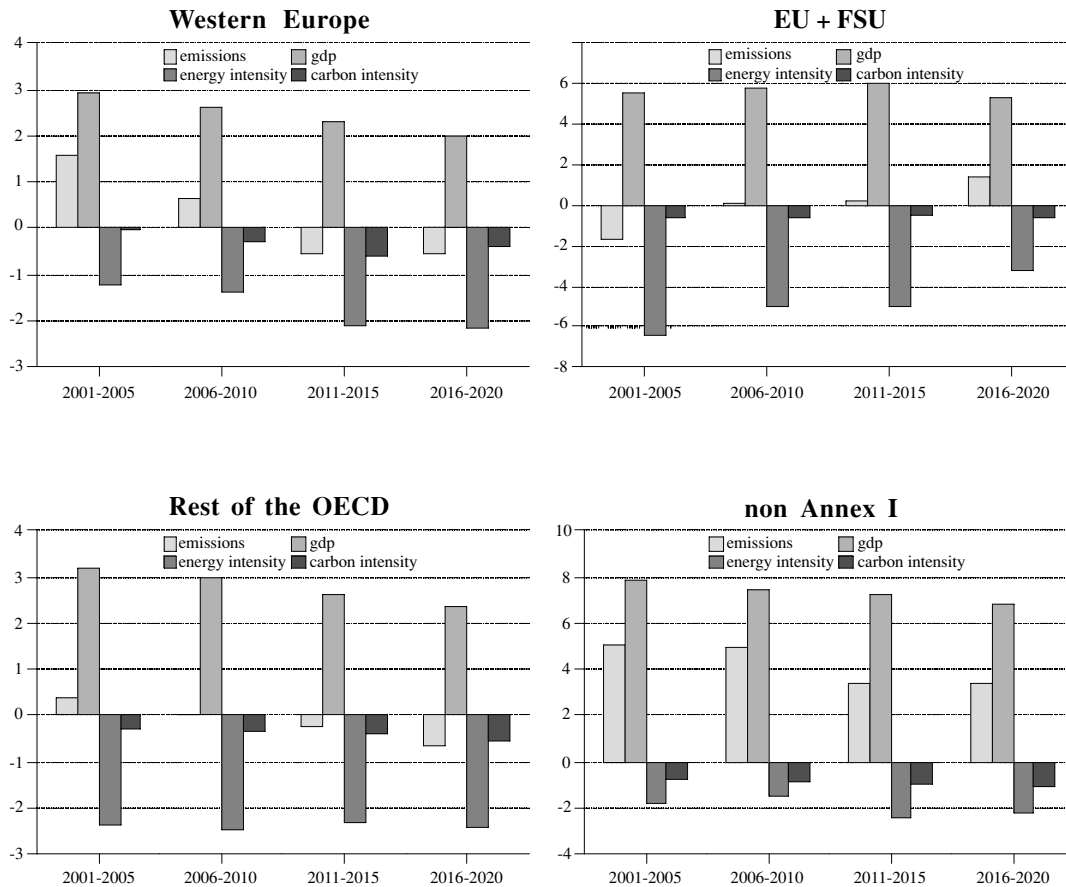 Western Europe
emissions gdp
energy intensity carbon intensity
4
3
2
1
0
-1
-2
-3
2001-2005 2006-2010 2011-2015 2016-2020
EU + FSU
emissions gdp
energy intensity carbon intensity
6
4
2
0
-2
-4
-6
-8
2001-2005 2006-2010 2011-2015 2016-2020
Rest of the OECD
emissions gdp
energy intensity carbon intensity
4
3
2
1
0
-1
-2
-3
2001-2005 2006-2010 2011-2015 2016-2020
non Annex I
emissions gdp
energy intensity carbon intensity
10
8
6
4
2
0
-2
-4
2001-2005 2006-2010 2011-2015 2016-2020